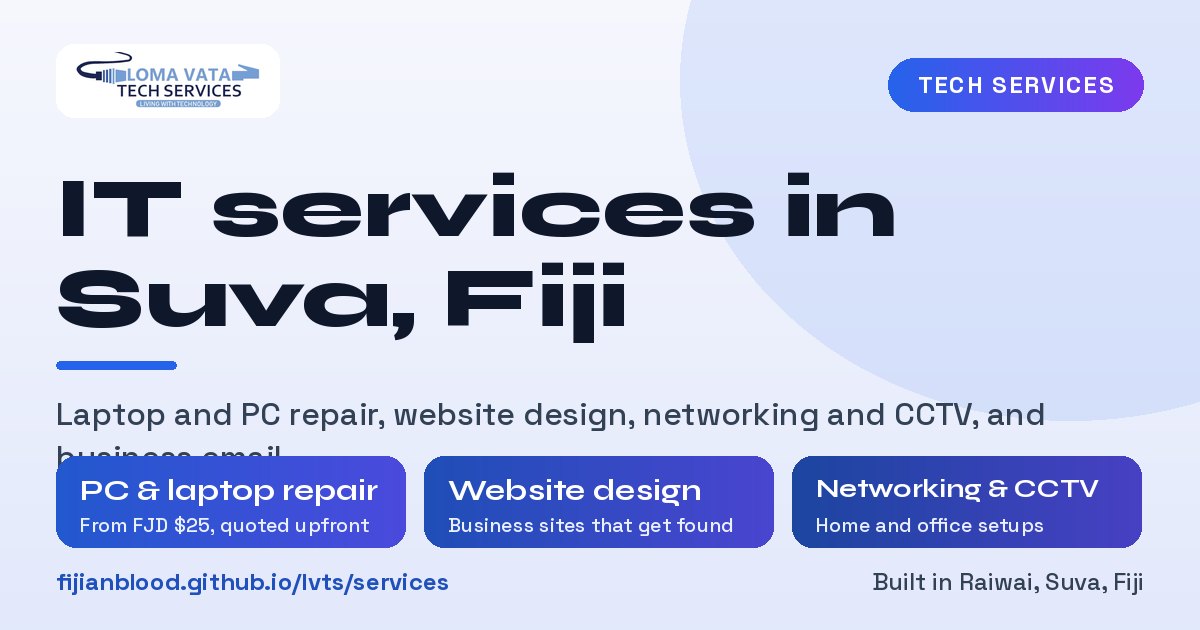 LOMA VATA
TECH SERVICES
LIVING WITH TECHNOLOGY
TECH SERVICES
IT services in
Suva, Fiji
Laptop and PC repair, website design, networking and CCTV, and
business email
PC & laptop repair
From FJD $25, quoted upfront
Website design
Business sites that get found
Networking & CCTV
Home and office setups
fijianblood.github.io/lvts/services
Built in Raiwai, Suva, Fiji